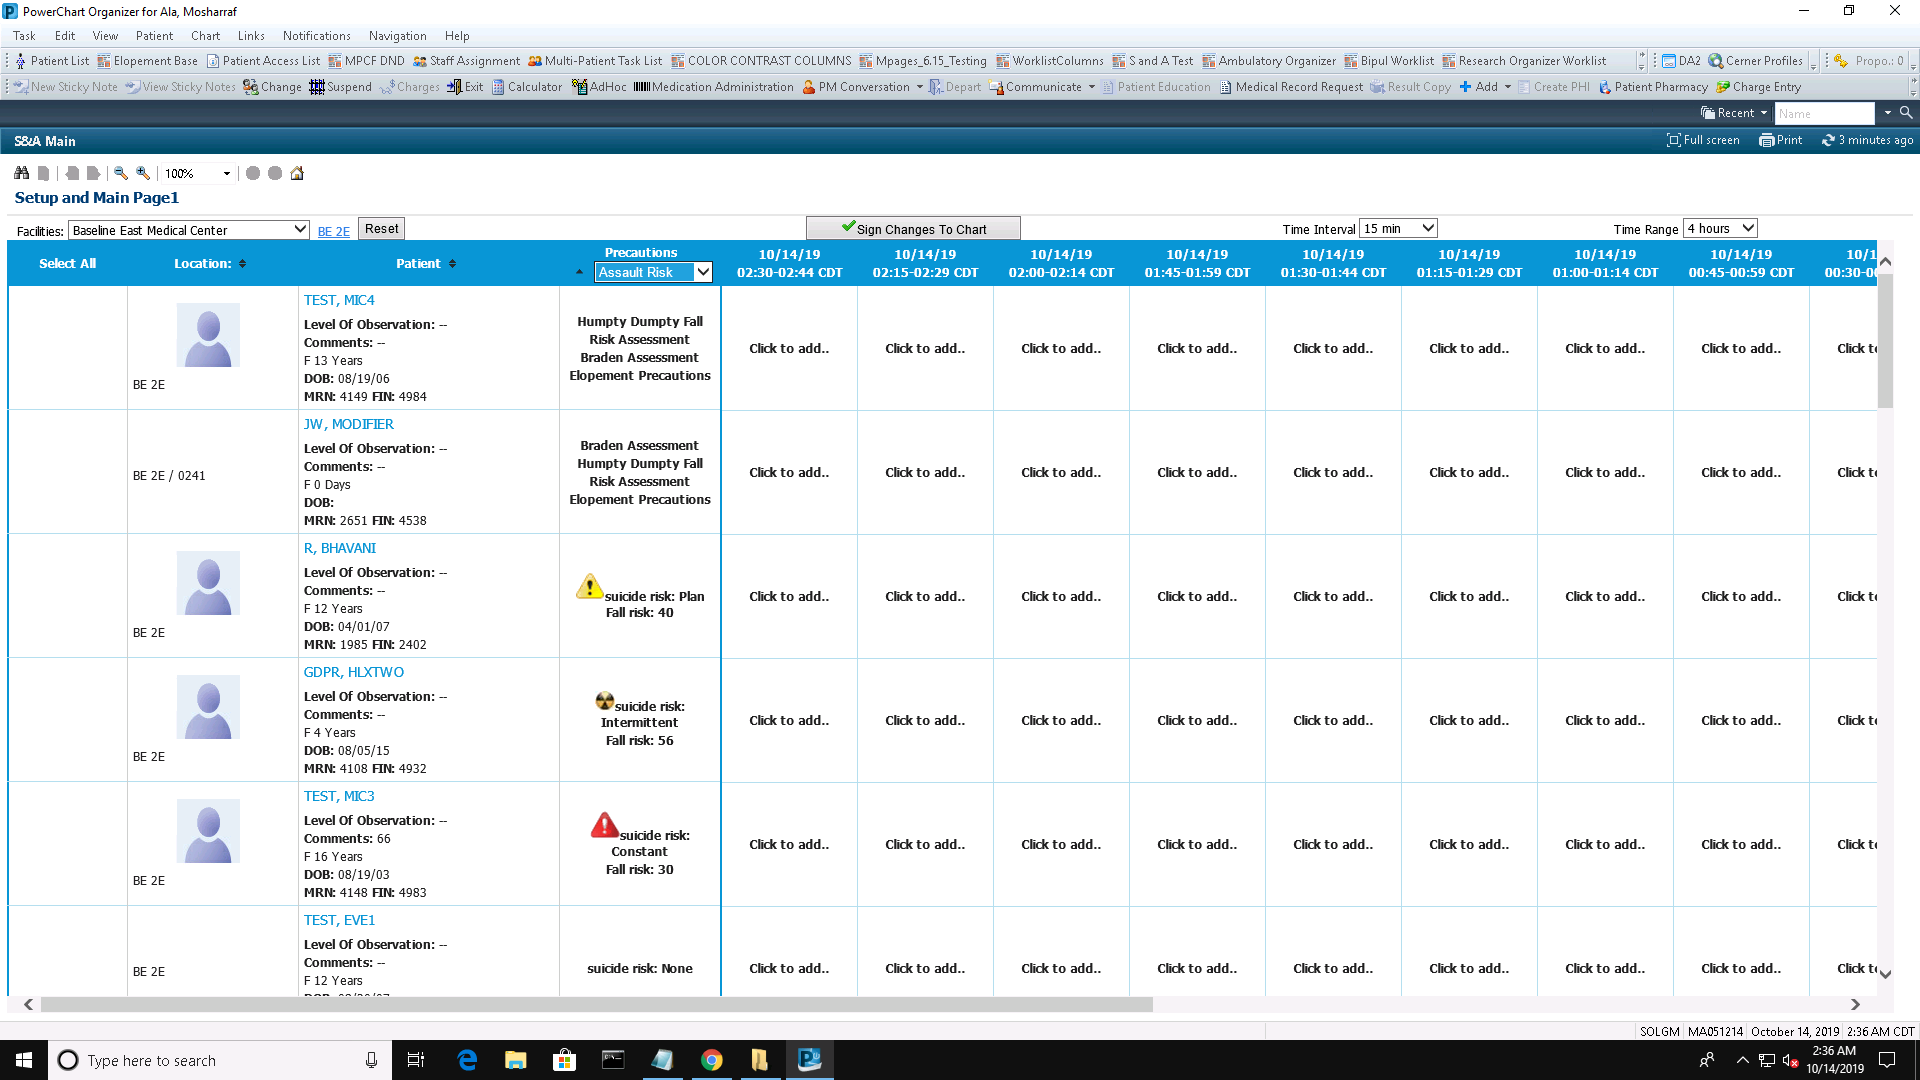 PowerChart Organizer for Ala, Mosharraf
Task Edit View Patient Chart Links Notifications Navigation Help
Patient List Elopement Base Patient Access List MPCF DND Staff Assignment Multi-Patient Task List COLOR CONTRAST COLUMNS Mpages_6.15_Testing WorklistColumns S and A Test Ambulatory Organizer Bipul Worklist Research Organizer Worklist DA2 Cerner Profiles Propo.: 0
New Sticky Note View Sticky Notes Change Suspend Charges Exit Calculator AdHoc Medication Administration PM Conversation Depart Communicate Patient Education Medical Record Request Result Copy Add Create PHI Patient Pharmacy Charge Entry
Recent Name
S&A Main Full screen Print 3 minutes ago
100%
Setup and Main Page1
Facilities: Baseline East Medical Center BE 2E Reset Sign Changes To Chart Time Interval 15 min Time Range 4 hours
Select All Location: Patient Precautions Assault Risk
10/14/19 10/14/19 10/14/19 10/14/19 10/14/19 10/14/19 10/14/19 10/14/19 10/1
02:30-02:44 CDT 02:15-02:29 CDT 02:00-02:14 CDT 01:45-01:59 CDT 01:30-01:44 CDT 01:15-01:29 CDT 01:00-01:14 CDT 00:45-00:59 CDT 00:30-0
BE 2E
TEST, MIC4
Level Of Observation: --
Comments: --
F 13 Years
DOB: 08/19/06
MRN: 4149 FIN: 4984
Humpty Dumpty Fall
Risk Assessment
Braden Assessment
Elopement Precautions
Click to add.. Click to add.. Click to add.. Click to add.. Click to add.. Click to add.. Click to add.. Click to add.. Click t
BE 2E / 0241
JW, MODIFIER
Level Of Observation: --
Comments: --
F 0 Days
DOB:
MRN: 2651 FIN: 4538
Braden Assessment
Humpty Dumpty Fall
Risk Assessment
Elopement Precautions
Click to add.. Click to add.. Click to add.. Click to add.. Click to add.. Click to add.. Click to add.. Click to add.. Click t
BE 2E
R, BHAVANI
Level Of Observation: --
Comments: --
F 12 Years
DOB: 04/01/07
MRN: 1985 FIN: 2402
suicide risk: Plan
Fall risk: 40
Click to add.. Click to add.. Click to add.. Click to add.. Click to add.. Click to add.. Click to add.. Click to add.. Click t
BE 2E
GDPR, HLXTWO
Level Of Observation: --
Comments: --
F 4 Years
DOB: 08/05/15
MRN: 4108 FIN: 4932
suicide risk:
Intermittent
Fall risk: 56
Click to add.. Click to add.. Click to add.. Click to add.. Click to add.. Click to add.. Click to add.. Click to add.. Click t
BE 2E
TEST, MIC3
Level Of Observation: --
Comments: 66
F 16 Years
DOB: 08/19/03
MRN: 4148 FIN: 4983
suicide risk:
Constant
Fall risk: 30
Click to add.. Click to add.. Click to add.. Click to add.. Click to add.. Click to add.. Click to add.. Click to add.. Click t
BE 2E
TEST, EVE1
Level Of Observation: --
Comments: --
F 12 Years
suicide risk: None
Click to add.. Click to add.. Click to add.. Click to add.. Click to add.. Click to add.. Click to add.. Click to add.. Click t
SOLGM MA051214 October 14, 2019 2:36 AM CDT
Type here to search
2:36 AM
10/14/2019